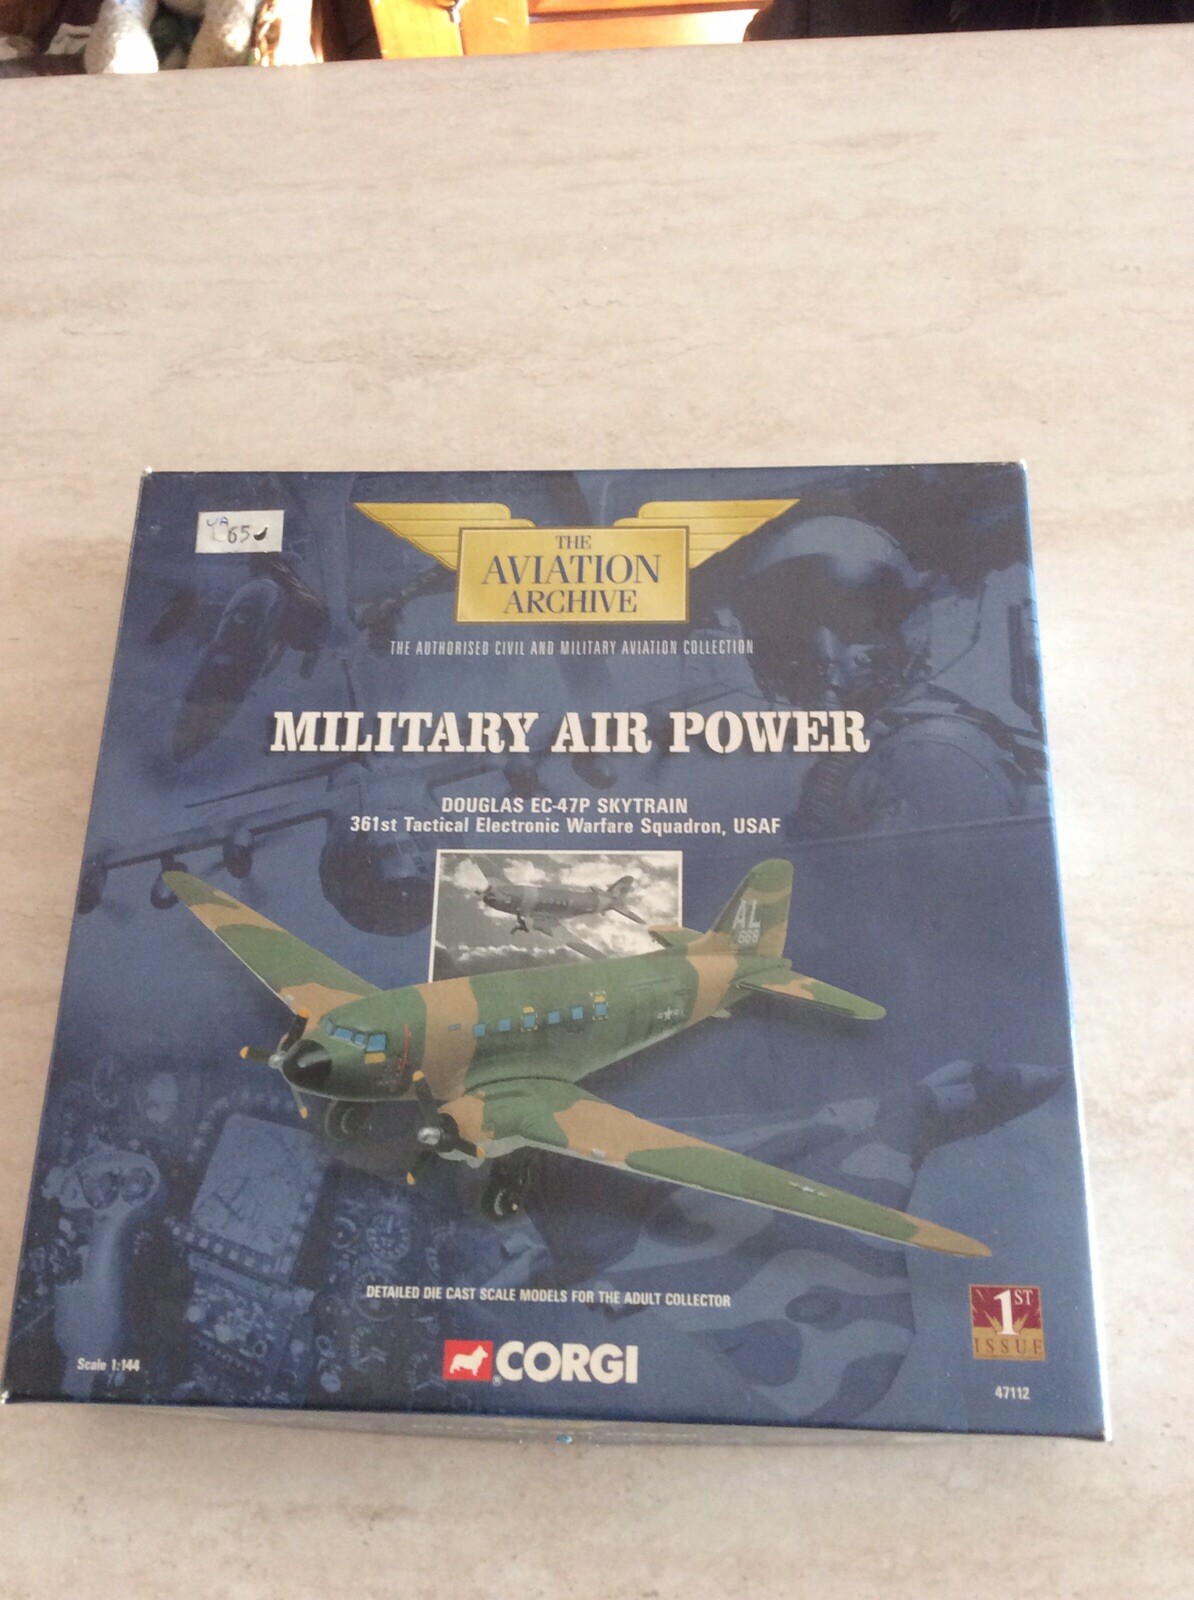 UA
65
THE
AVIATION
ARCHIVE
THE AUTHORISED CIVIL AND MILITARY AVIATION COLLECTION
MILITARY AIR POWER
DOUGLAS EC-47P SKYTRAIN
361st Tactical Electronic Warfare Squadron, USAF
AL
DETAILED DIE CAST SCALE MODELS FOR THE ADULT COLLECTOR
1ST
ISSUE
CORGI
Scale 1:144
47112